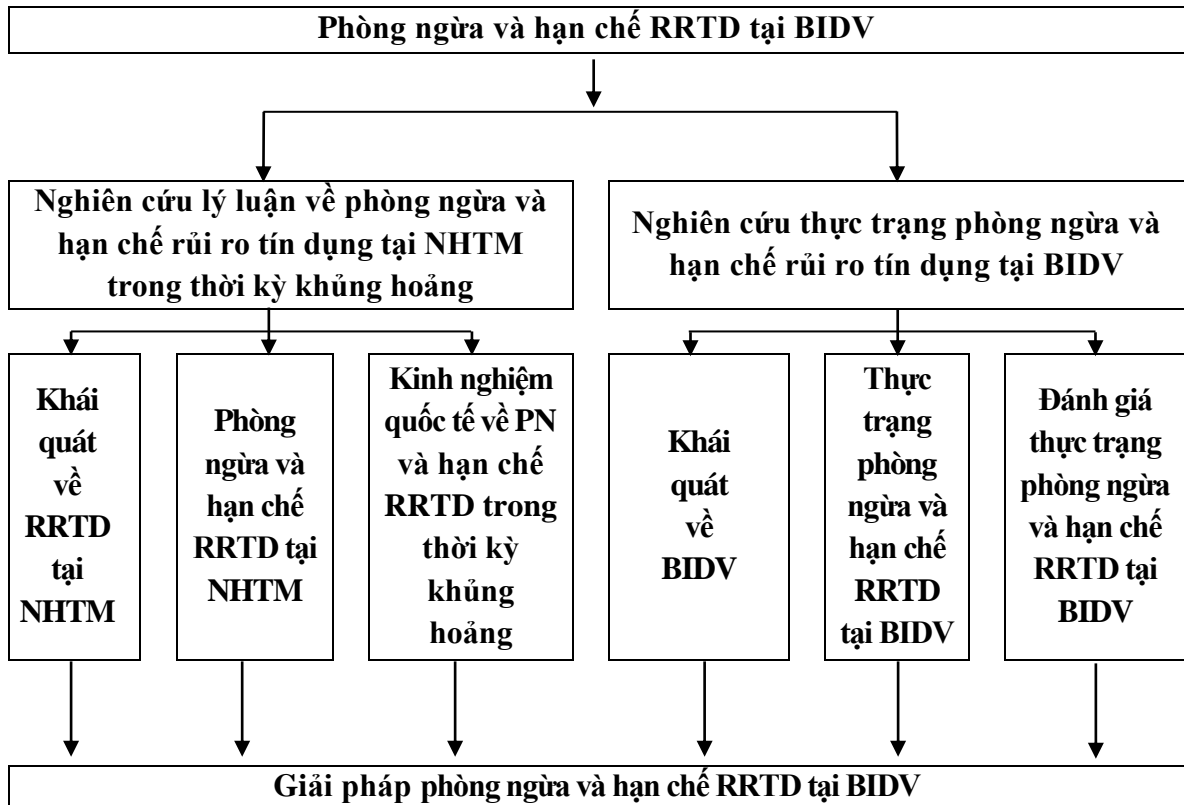 Phòng ngừa và hạn chế RRTD tại BIDV
Nghiên cứu lý luận về phòng ngừa và
hạn chế rủi ro tín dụng tại NHTM
trong thời kỳ khủng hoảng
Nghiên cứu thực trạng phòng ngừa và
hạn chế rủi ro tín dụng tại BIDV
Khái
quát
về
RRTD
tại
NHTM
Phòng
ngừa và
hạn chế
RRTD tại
NHTM
Kinh nghiệm
quốc tế về PN
và hạn chế
RRTD trong
thời kỳ
khủng
hoảng
Khái
quát
về
BIDV
Thực
trạng
phòng
ngừa và
hạn chế
RRTD
tại BIDV
Đánh giá
thực trạng
phòng ngừa
và hạn chế
RRTD tại
BIDV
Giải pháp phòng ngừa và hạn chế RRTD tại BIDV